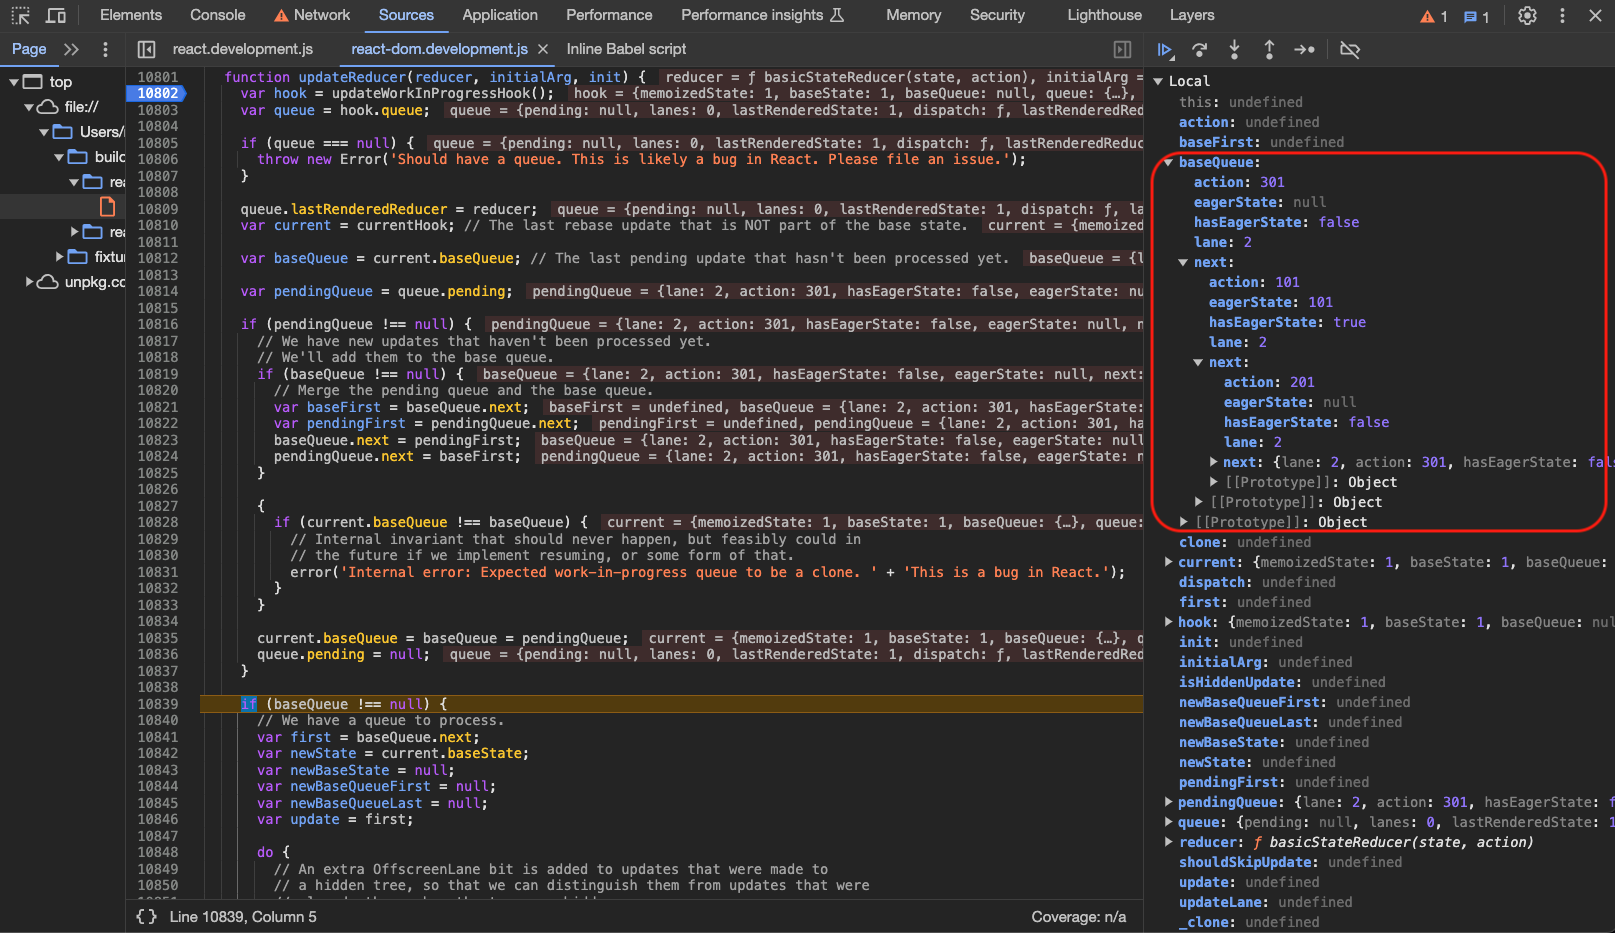 Elements Console Network Sources Application Performance Performance insights Memory Security Lighthouse Layers 1 1
Page react.development.js react-dom.development.js Inline Babel script
top
file://
Users/
build
rea
rea
fixtur
unpkg.co
10801 function updateReducer(reducer, initialArg, init) { reducer = ƒ basicStateReducer(state, action), initialArg =
10802 var hook = updateWorkInProgressHook(); hook = {memoizedState: 1, baseState: 1, baseQueue: null, queue: {…},
10803 var queue = hook.queue; queue = {pending: null, lanes: 0, lastRenderedState: 1, dispatch: ƒ, lastRenderedRed
10804
10805 if (queue === null) { queue = {pending: null, lanes: 0, lastRenderedState: 1, dispatch: ƒ, lastRenderedReduc
10806 throw new Error('Should have a queue. This is likely a bug in React. Please file an issue.');
10807 }
10808
10809 queue.lastRenderedReducer = reducer; queue = {pending: null, lanes: 0, lastRenderedState: 1, dispatch: ƒ, la
10810 var current = currentHook; // The last rebase update that is NOT part of the base state. current = {memoized
10811
10812 var baseQueue = current.baseQueue; // The last pending update that hasn't been processed yet. baseQueue = {l
10813
10814 var pendingQueue = queue.pending; pendingQueue = {lane: 2, action: 301, hasEagerState: false, eagerState: nu
10815
10816 if (pendingQueue !== null) { pendingQueue = {lane: 2, action: 301, hasEagerState: false, eagerState: null, n
10817 // We have new updates that haven't been processed yet.
10818 // We'll add them to the base queue.
10819 if (baseQueue !== null) { baseQueue = {lane: 2, action: 301, hasEagerState: false, eagerState: null, next:
10820 // Merge the pending queue and the base queue.
10821 var baseFirst = baseQueue.next; baseFirst = undefined, baseQueue = {lane: 2, action: 301, hasEagerState:
10822 var pendingFirst = pendingQueue.next; pendingFirst = undefined, pendingQueue = {lane: 2, action: 301, ha
10823 baseQueue.next = pendingFirst; baseQueue = {lane: 2, action: 301, hasEagerState: false, eagerState: null
10824 pendingQueue.next = baseFirst; pendingQueue = {lane: 2, action: 301, hasEagerState: false, eagerState: n
10825 }
10826
10827 {
10828 if (current.baseQueue !== baseQueue) { current = {memoizedState: 1, baseState: 1, baseQueue: {…}, queue:
10829 // Internal invariant that should never happen, but feasibly could in
10830 // the future if we implement resuming, or some form of that.
10831 error('Internal error: Expected work-in-progress queue to be a clone. ' + 'This is a bug in React.');
10832 }
10833 }
10834
10835 current.baseQueue = baseQueue = pendingQueue; current = {memoizedState: 1, baseState: 1, baseQueue: {…}, q
10836 queue.pending = null; queue = {pending: null, lanes: 0, lastRenderedState: 1, dispatch: ƒ, lastRenderedRed
10837 }
10838
10839 if (baseQueue !== null) {
10840 // We have a queue to process.
10841 var first = baseQueue.next;
10842 var newState = current.baseState;
10843 var newBaseState = null;
10844 var newBaseQueueFirst = null;
10845 var newBaseQueueLast = null;
10846 var update = first;
10847
10848 do {
10849 // An extra OffscreenLane bit is added to updates that were made to
10850 // a hidden tree, so that we can distinguish them from updates that were
{} Line 10839, Column 5 Coverage: n/a
Local
this: undefined
action: undefined
baseFirst: undefined
baseQueue:
action: 301
eagerState: null
hasEagerState: false
lane: 2
next:
action: 101
eagerState: 101
hasEagerState: true
lane: 2
next:
action: 201
eagerState: null
hasEagerState: false
lane: 2
next: {lane: 2, action: 301, hasEagerState: fals
[[Prototype]]: Object
[[Prototype]]: Object
[[Prototype]]: Object
clone: undefined
current: {memoizedState: 1, baseState: 1, baseQueue:
dispatch: undefined
first: undefined
hook: {memoizedState: 1, baseState: 1, baseQueue: nul
init: undefined
initialArg: undefined
isHiddenUpdate: undefined
newBaseQueueFirst: undefined
newBaseQueueLast: undefined
newBaseState: undefined
newState: undefined
pendingFirst: undefined
pendingQueue: {lane: 2, action: 301, hasEagerState: f
queue: {pending: null, lanes: 0, lastRenderedState: 1
reducer: ƒ basicStateReducer(state, action)
shouldSkipUpdate: undefined
update: undefined
updateLane: undefined
_clone: undefined